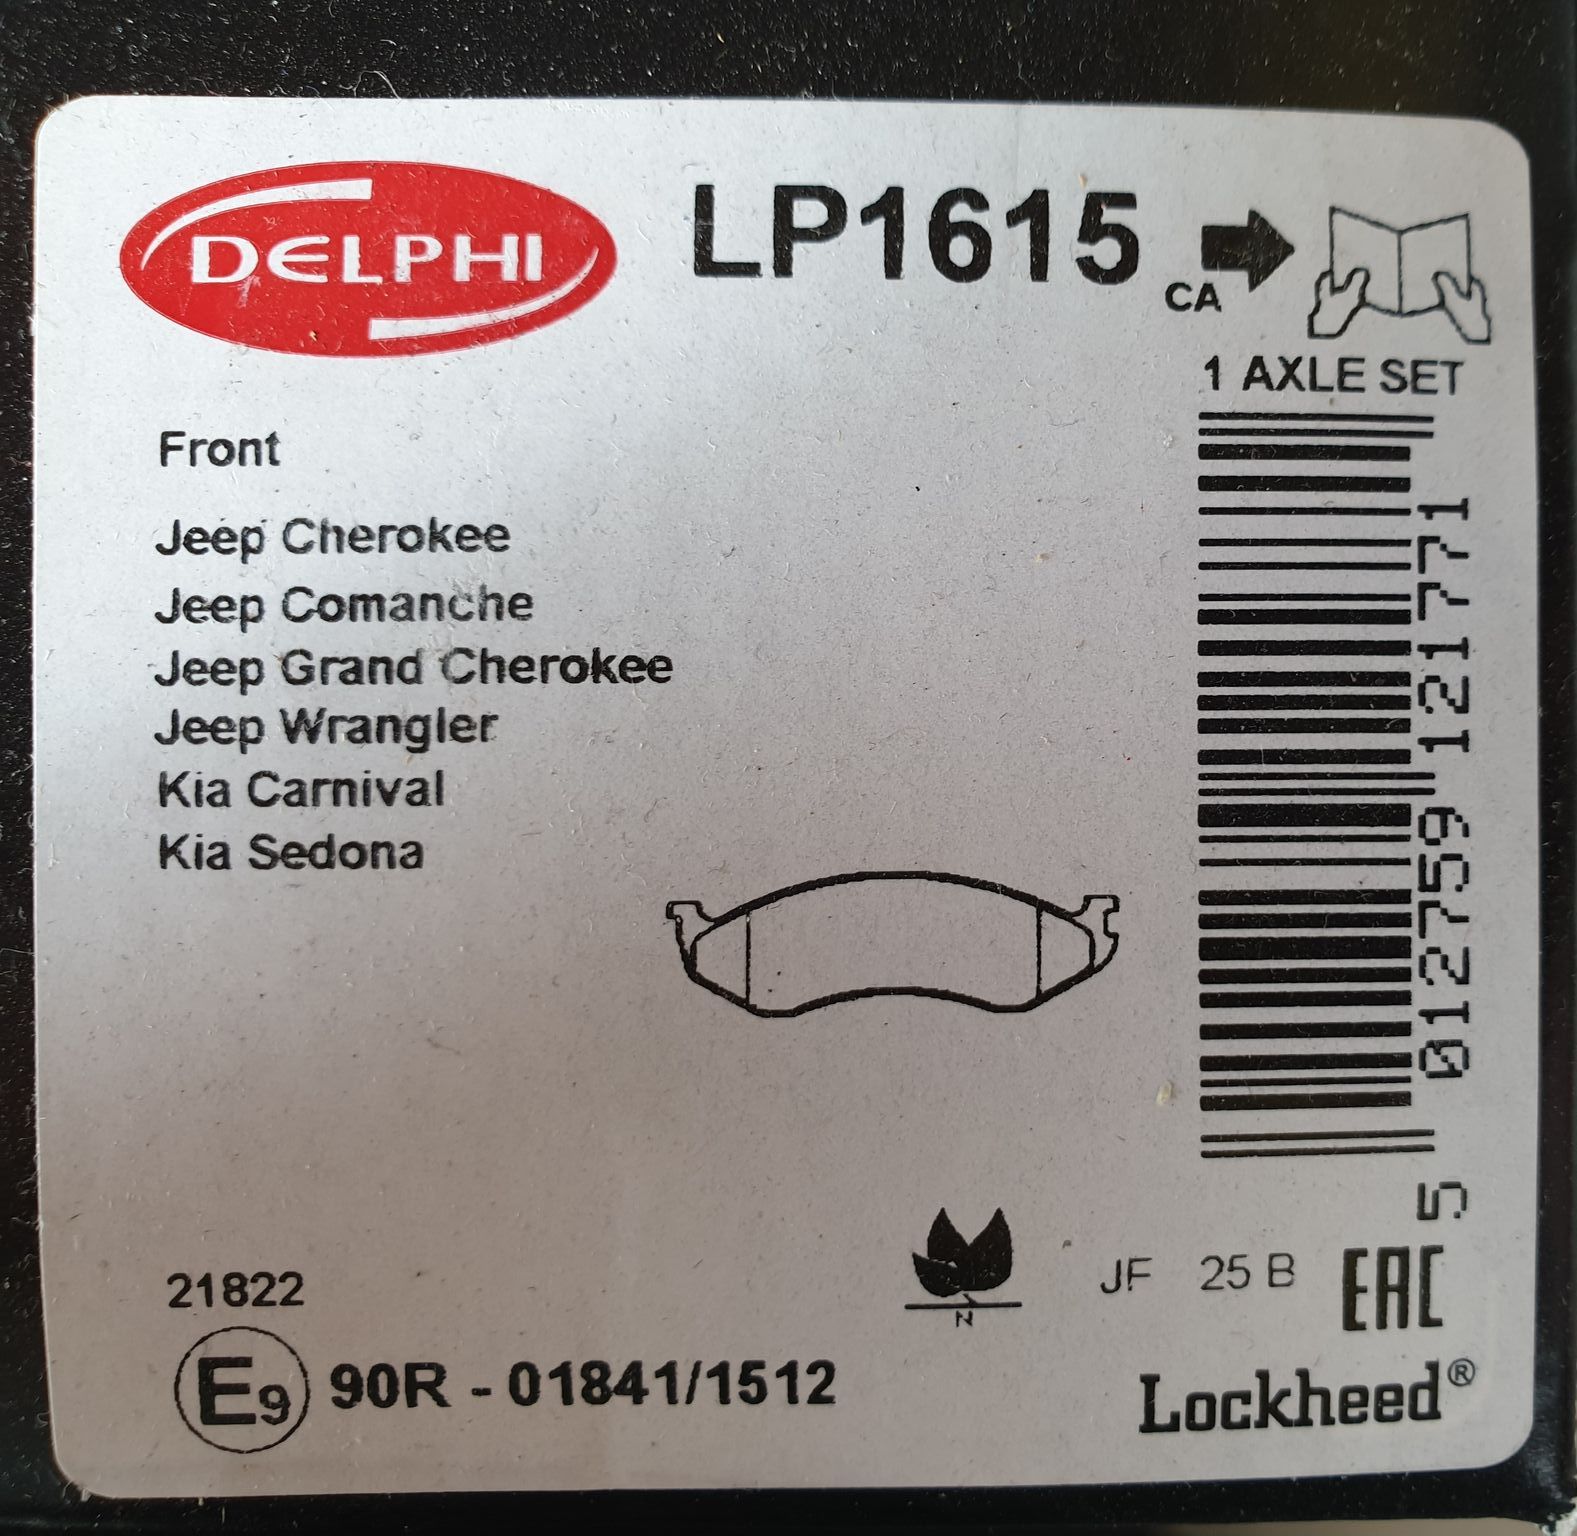 DELPHI
LP1615
CA
1 AXLE SET
Front
Jeep Cherokee
Jeep Comanche
Jeep Grand Cherokee
Jeep Wrangler
Kia Carnival
Kia Sedona
5 012759 121771
21822
N
JF 25 B
EAC
E9 90R - 01841/1512
Lockheed®